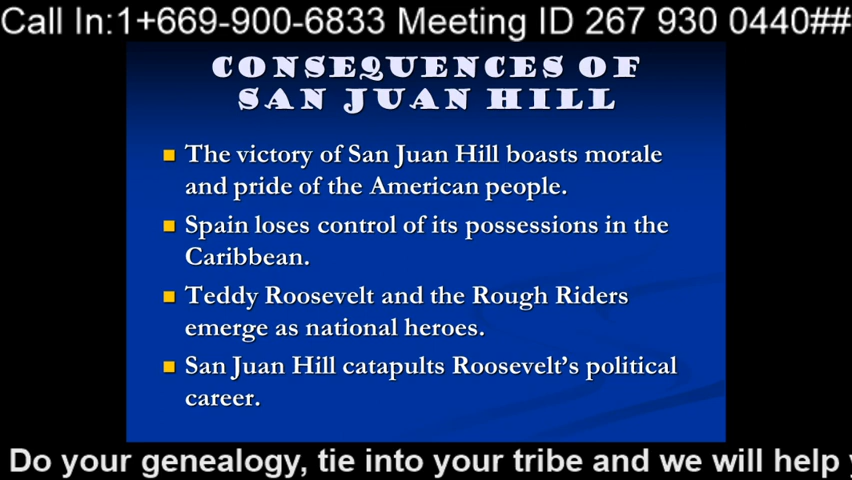 Call In:1+669-900-6833 Meeting ID 267 930 0440##
CONSEQUENCES OF
SAN JUAN HILL
The victory of San Juan Hill boasts morale
and pride of the American people.
Spain loses control of its possessions in the
Caribbean.
Teddy Roosevelt and the Rough Riders
emerge as national heroes.
San Juan Hill catapults Roosevelt's political
career.
Do your genealogy, tie into your tribe and we will help